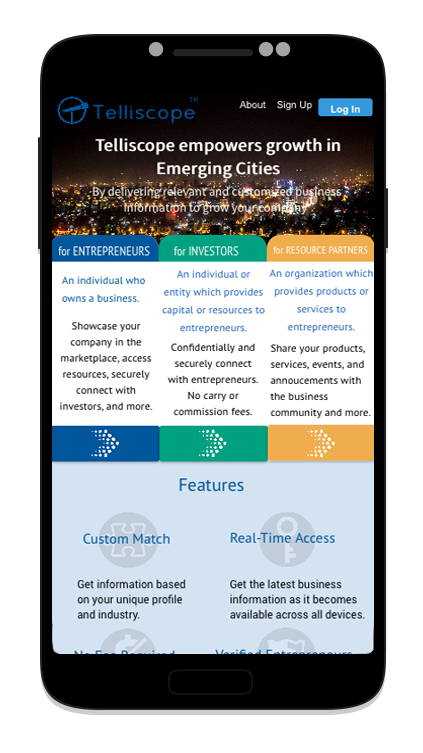 Telliscope™
About Sign Up Log In
Telliscope empowers growth in
Emerging Cities
By delivering relevant and customized business
information to grow your company
for ENTREPRENEURS
An individual who
owns a business.
Showcase your
company in the
marketplace, access
resources, securely
connect with
investors, and more.
for INVESTORS
An individual or
entity which provides
capital or resources to
entrepreneurs.
Confidentially and
securely connect
with entrepreneurs.
No carry or
commission fees.
for RESOURCE PARTNERS
An organization which
provides products or
services to
entrepreneurs.
Share your products,
services, events, and
annoucements with
the business
community and more.
Features
Custom Match
Get information based
on your unique profile
and industry.
Real-Time Access
Get the latest business
information as it becomes
available across all devices.
No Fee Required
Verified Entrepreneurs